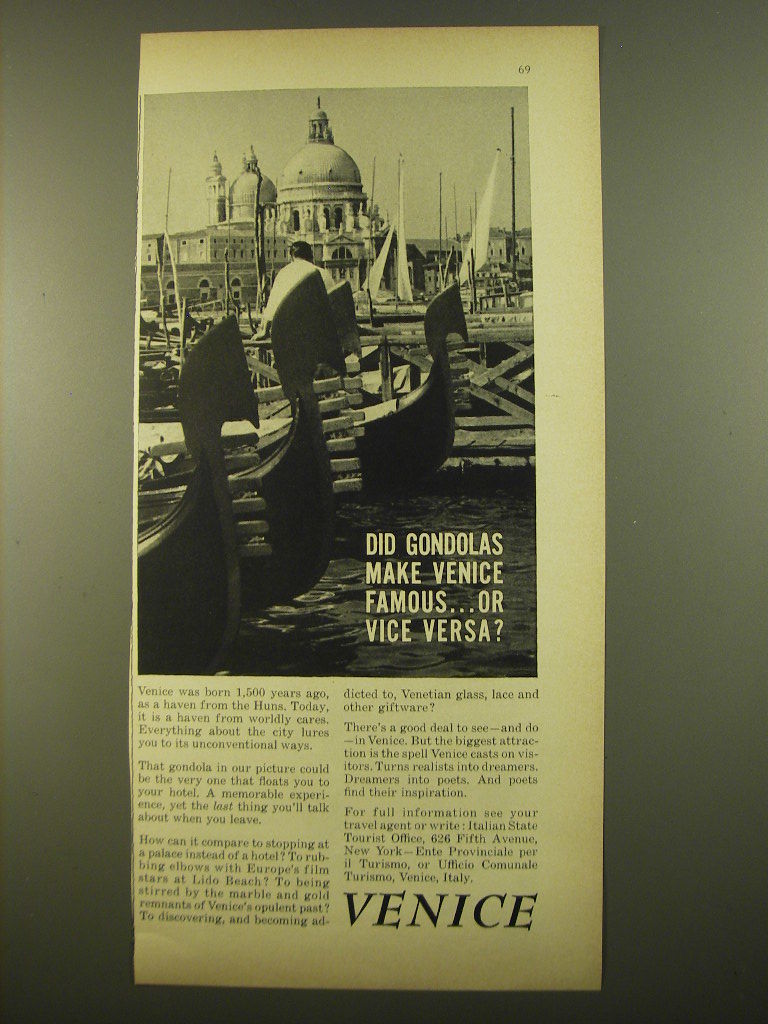 69
DID GONDOLAS
MAKE VENICE
FAMOUS...OR
VICE VERSA?
Venice was born 1,500 years ago,
as a haven from the Huns. Today,
it is a haven from worldly cares.
Everything about the city lures
you to its unconventional ways.
That gondola in our picture could
be the very one that floats you to
your hotel. A memorable experi-
ence, yet the last thing you'll talk
about when you leave.
How can it compare to stopping at
a palace instead of a hotel? To rub-
bing elbows with Europe's film
stars at Lido Beach? To being
stirred by the marble and gold
remnants of Venice's opulent past?
To discovering, and becoming ad-
dicted to, Venetian glass, lace and
other giftware?
There's a good deal to see—and do
—in Venice. But the biggest attrac-
tion is the spell Venice casts on vis-
itors. Turns realists into dreamers.
Dreamers into poets. And poets
find their inspiration.
For full information see your
travel agent or write: Italian State
Tourist Office, 626 Fifth Avenue,
New York—Ente Provinciale per
il Turismo, or Ufficio Comunale
Turismo, Venice, Italy.
VENICE